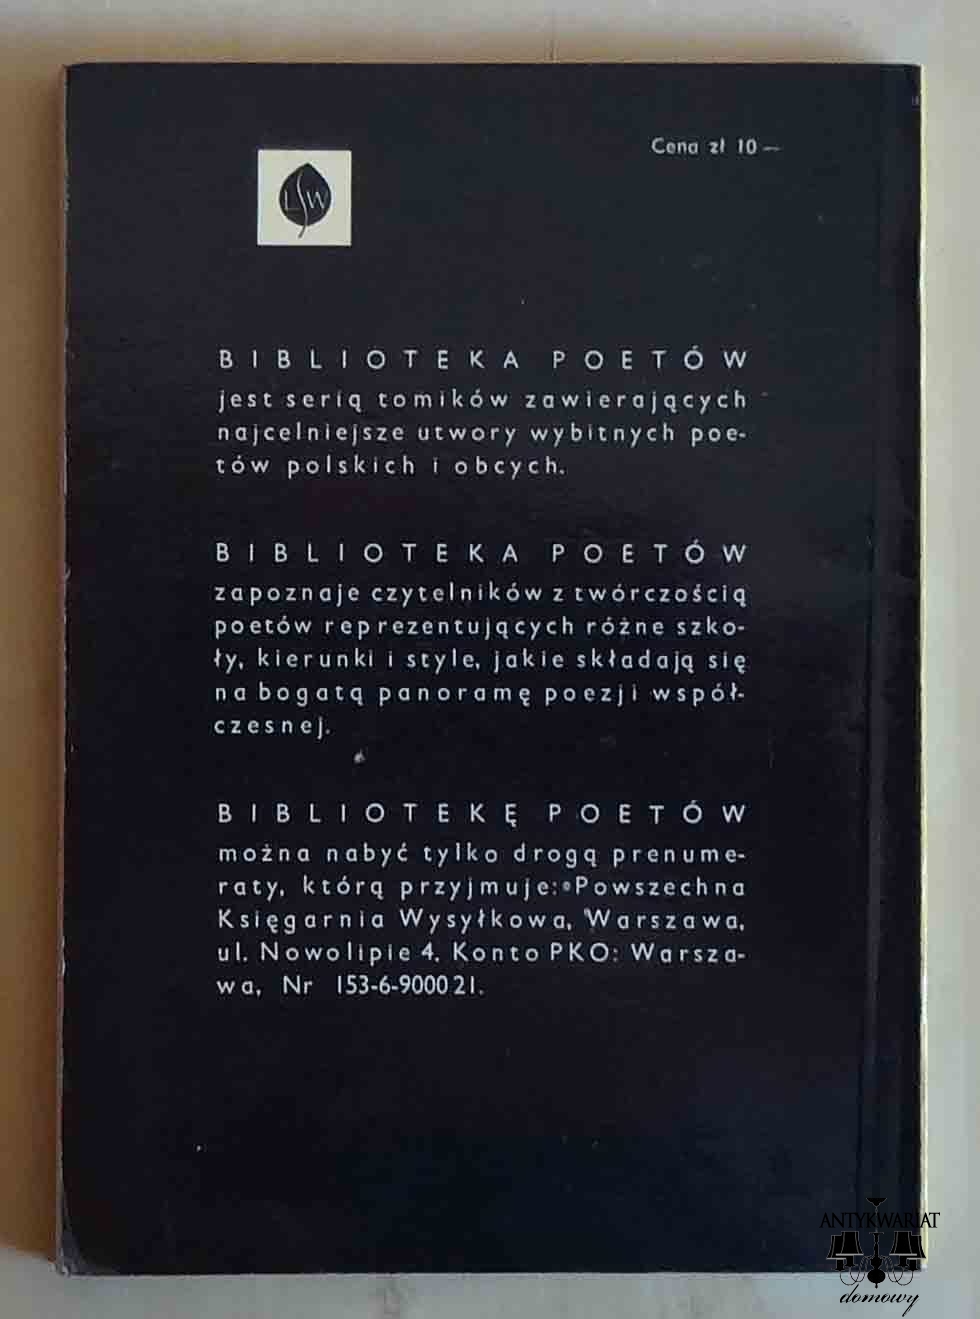 Cena zł 10 —
LSW
BIBLIOTEKA POETÓW
jest serią tomików zawierających
najcelniejsze utwory wybitnych poe-
tów polskich i obcych.
BIBLIOTEKA POETÓW
zapoznaje czytelników z twórczością
poetów reprezentujących różne szko-
ły, kierunki i style, jakie składają się
na bogatą panoramę poezji współ-
czesnej.
BIBLIOTEKĘ POETÓW
można nabyć tylko drogą prenume-
raty, którą przyjmuje: Powszechna
Księgarnia Wysyłkowa, Warszawa,
ul. Nowolipie 4. Konto PKO: Warsza-
wa, Nr 153-6-900021.
ANTYKWARIAT
domowy